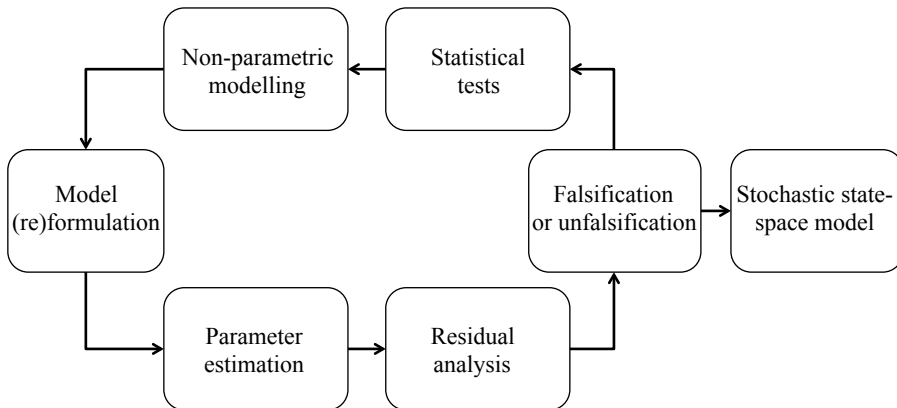 Non-parametric
modelling
Statistical
tests
Model
(re)formulation
Falsification
or unfalsification
Stochastic state-
space model
Parameter
estimation
Residual
analysis